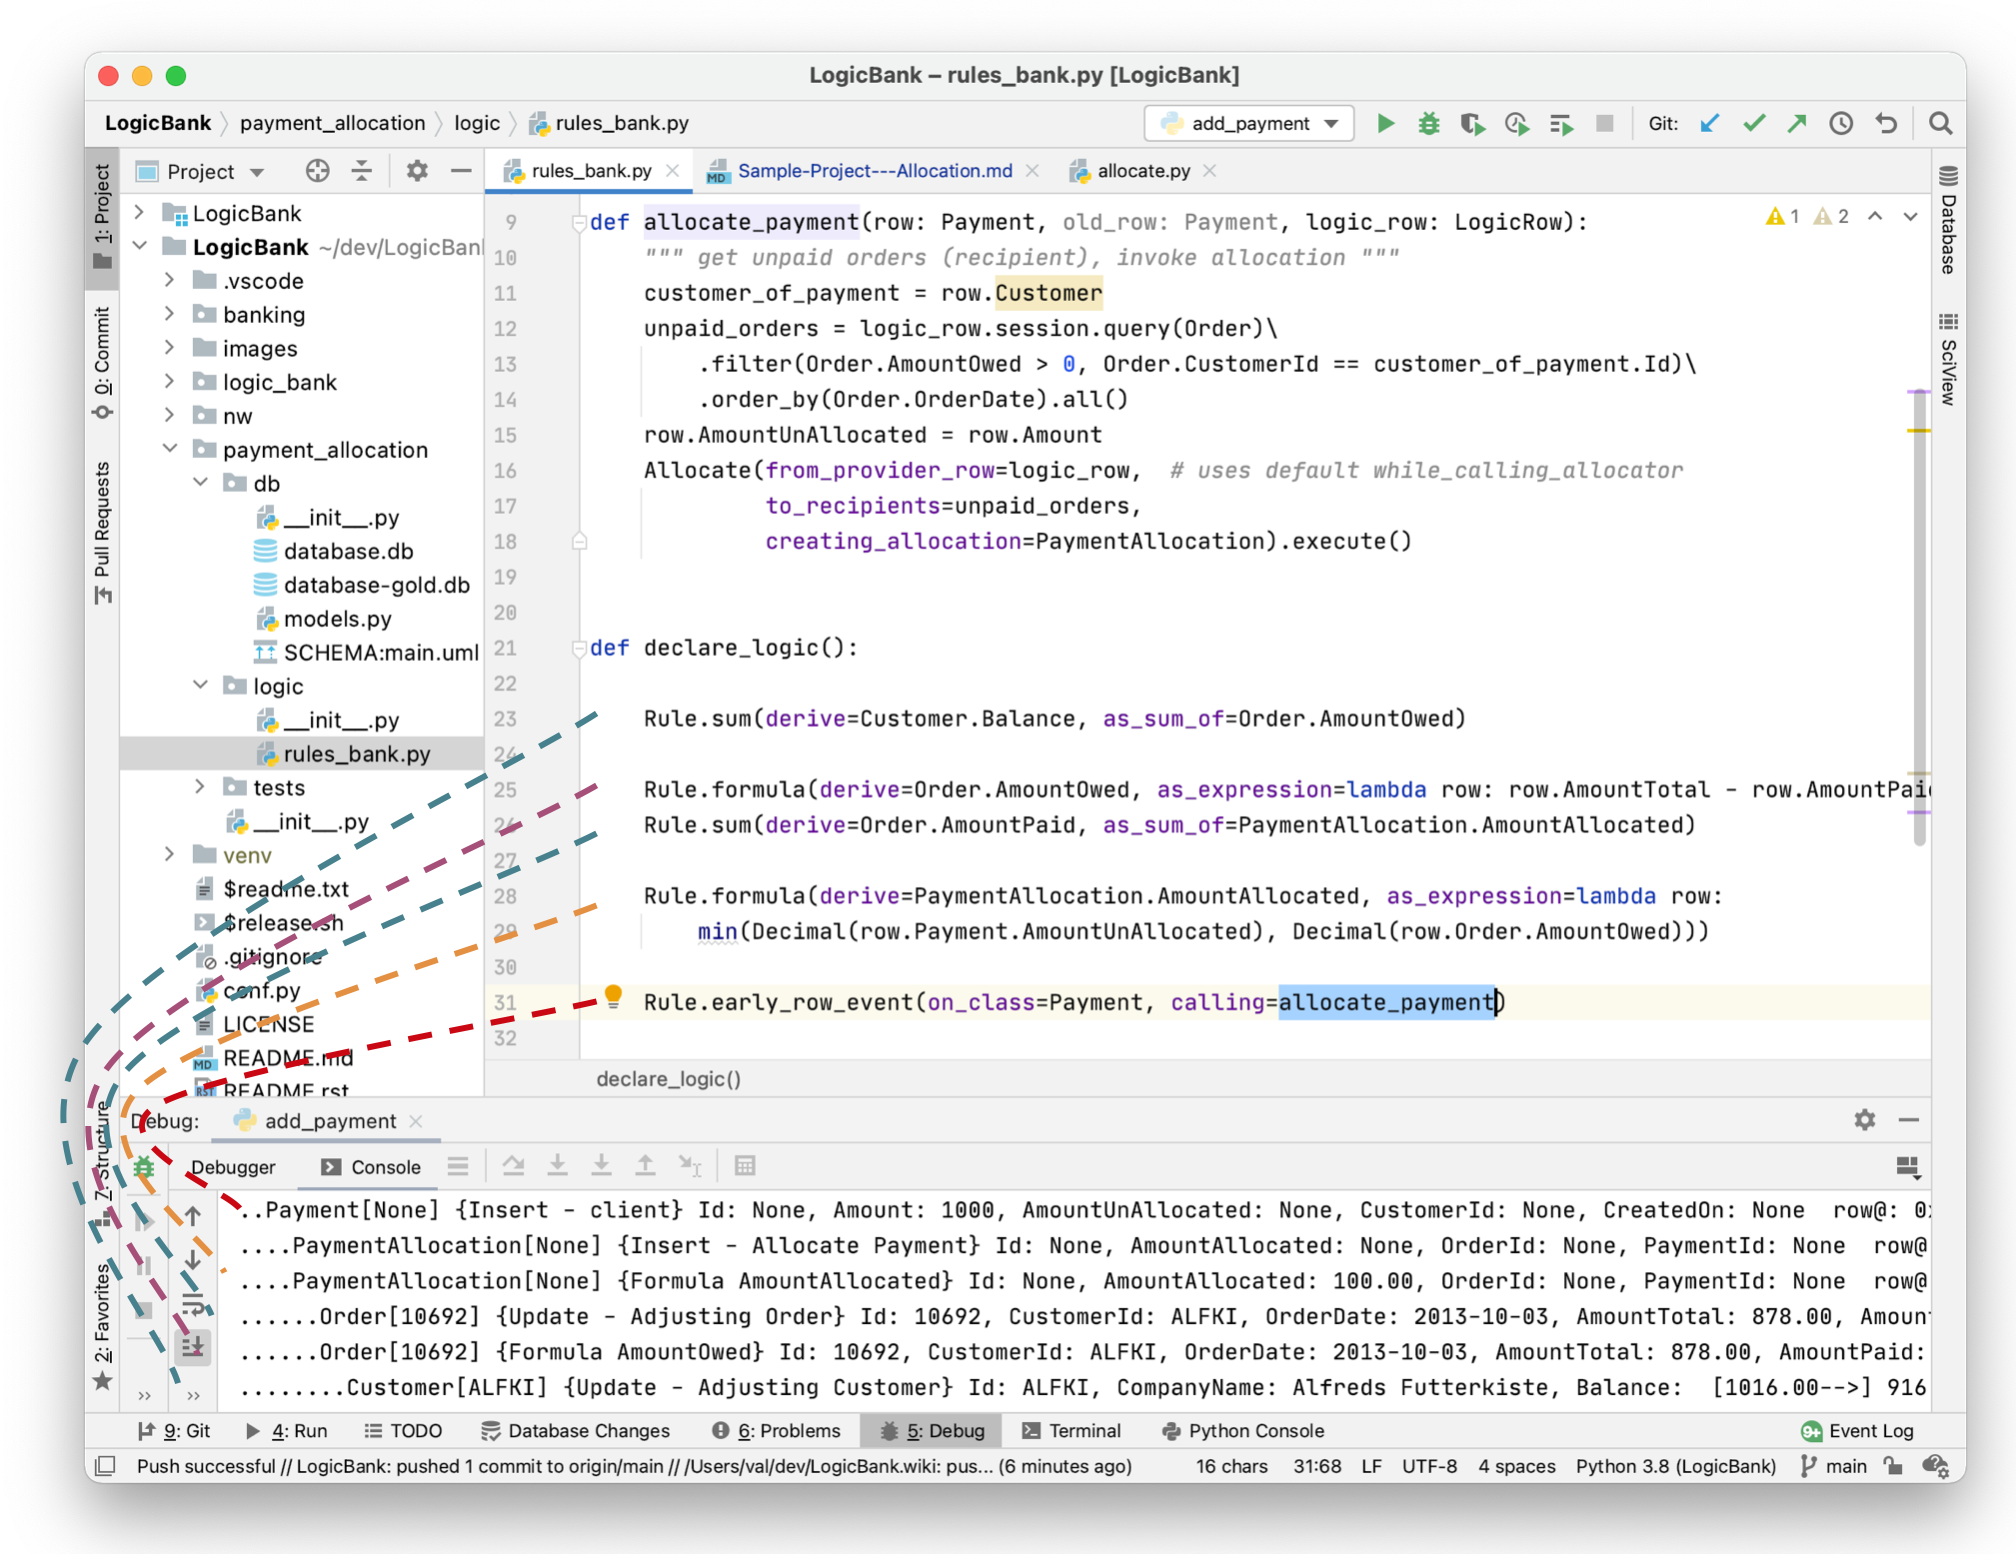 LogicBank – rules_bank.py [LogicBank]
LogicBank payment_allocation logic rules_bank.py
add_payment
Git:
1: Project
0: Commit
Pull Requests
7: Structure
2: Favorites
Project
LogicBank
LogicBank ~/dev/LogicBank
.vscode
banking
images
logic_bank
nw
payment_allocation
db
__init__.py
database.db
database-gold.db
models.py
SCHEMA:main.uml
logic
__init__.py
rules_bank.py
tests
__init__.py
venv
$readme.txt
$release.sh
.gitignore
conf.py
LICENSE
README.md
README.rst
rules_bank.py Sample-Project---Allocation.md allocate.py
1 2
9 def allocate_payment(row: Payment, old_row: Payment, logic_row: LogicRow):
10 """ get unpaid orders (recipient), invoke allocation """
11 customer_of_payment = row.Customer
12 unpaid_orders = logic_row.session.query(Order)\
13 .filter(Order.AmountOwed > 0, Order.CustomerId == customer_of_payment.Id)\
14 .order_by(Order.OrderDate).all()
15 row.AmountUnAllocated = row.Amount
16 Allocate(from_provider_row=logic_row, # uses default while_calling_allocator
17 to_recipients=unpaid_orders,
18 creating_allocation=PaymentAllocation).execute()
19
20
21 def declare_logic():
22
23 Rule.sum(derive=Customer.Balance, as_sum_of=Order.AmountOwed)
24
25 Rule.formula(derive=Order.AmountOwed, as_expression=lambda row: row.AmountTotal - row.AmountPaid
26 Rule.sum(derive=Order.AmountPaid, as_sum_of=PaymentAllocation.AmountAllocated)
27
28 Rule.formula(derive=PaymentAllocation.AmountAllocated, as_expression=lambda row:
29 min(Decimal(row.Payment.AmountUnAllocated), Decimal(row.Order.AmountOwed)))
30
31 Rule.early_row_event(on_class=Payment, calling=allocate_payment)
32
declare_logic()
Database
SciView
Debug: add_payment
Debugger Console
..Payment[None] {Insert - client} Id: None, Amount: 1000, AmountUnAllocated: None, CustomerId: None, CreatedOn: None row@: 0
....PaymentAllocation[None] {Insert - Allocate Payment} Id: None, AmountAllocated: None, OrderId: None, PaymentId: None row@
....PaymentAllocation[None] {Formula AmountAllocated} Id: None, AmountAllocated: 100.00, OrderId: None, PaymentId: None row@
......Order[10692] {Update - Adjusting Order} Id: 10692, CustomerId: ALFKI, OrderDate: 2013-10-03, AmountTotal: 878.00, Amoun
......Order[10692] {Formula AmountOwed} Id: 10692, CustomerId: ALFKI, OrderDate: 2013-10-03, AmountTotal: 878.00, AmountPaid:
........Customer[ALFKI] {Update - Adjusting Customer} Id: ALFKI, CompanyName: Alfreds Futterkiste, Balance: [1016.00-->] 916
9: Git 4: Run TODO Database Changes 6: Problems 5: Debug Terminal Python Console 9+ Event Log
Push successful // LogicBank: pushed 1 commit to origin/main // /Users/val/dev/LogicBank.wiki: pus... (6 minutes ago) 16 chars 31:68 LF UTF-8 4 spaces Python 3.8 (LogicBank) main